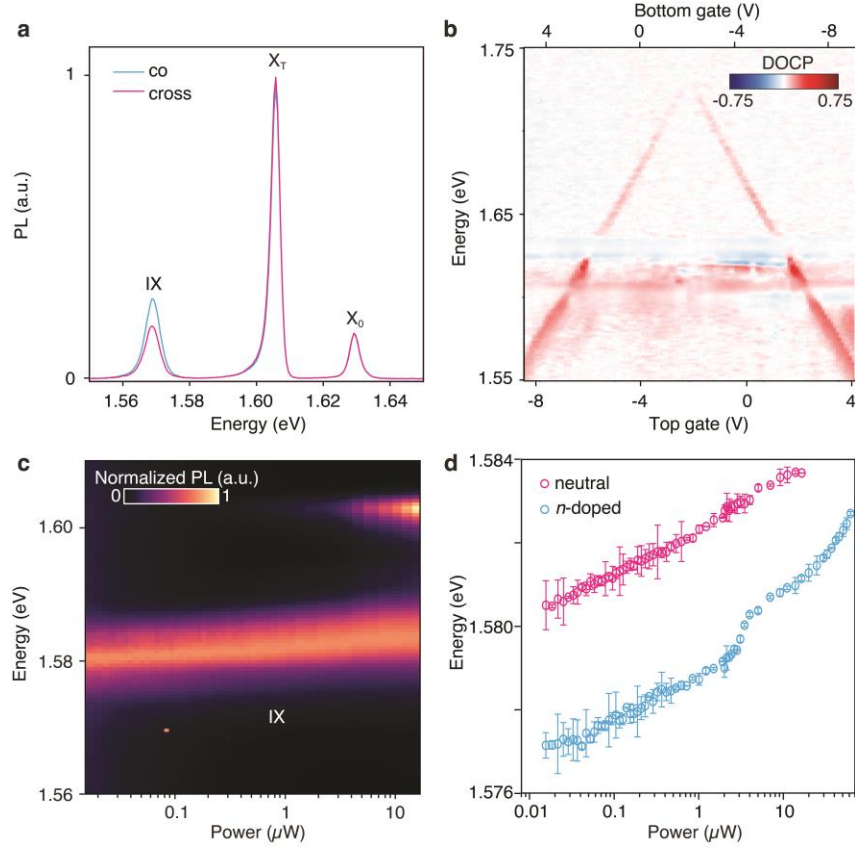 a
co
cross
X_T
IX
X_0
1
0
PL (a.u.)
1.56 1.58 1.60 1.62 1.64
Energy (eV)
b
Bottom gate (V)
4 0 -4 -8
DOCP
-0.75 0.75
1.75
1.65
1.55
Energy (eV)
-8 -4 0 4
Top gate (V)
c
Normalized PL (a.u.)
0 1
1.60
1.58
1.56
Energy (eV)
IX
0.1 1 10
Power (μW)
d
neutral
n-doped
1.584
1.580
1.576
Energy (eV)
0.01 0.1 1 10
Power (μW)